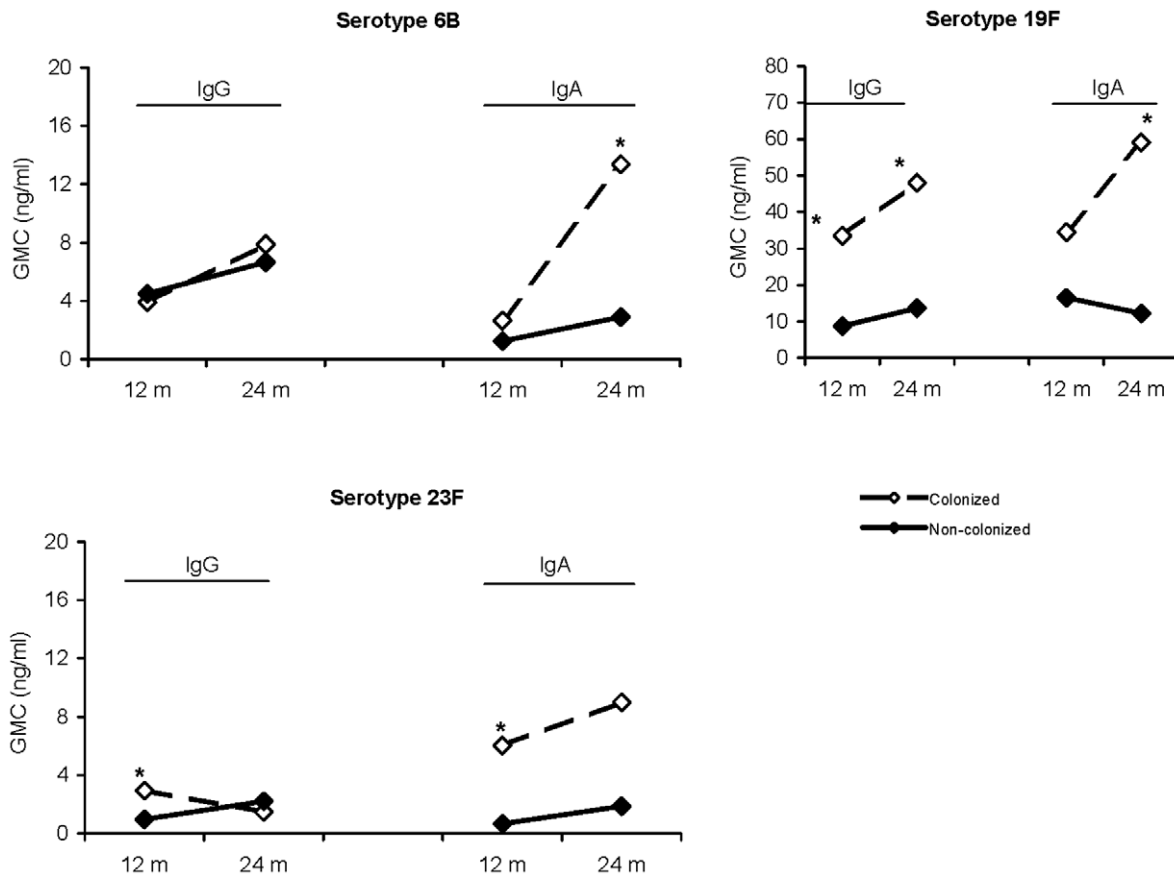 Serotype 6B
GMC (ng/ml)
20
16
12
8
4
0
IgG
IgA
*
12 m
24 m
12 m
24 m
Serotype 19F
GMC (ng/ml)
80
70
60
50
40
30
20
10
0
IgG
IgA
*
*
*
12 m
24 m
12 m
24 m
Serotype 23F
GMC (ng/ml)
20
16
12
8
4
0
IgG
IgA
*
*
12 m
24 m
12 m
24 m
Colonized
Non-colonized